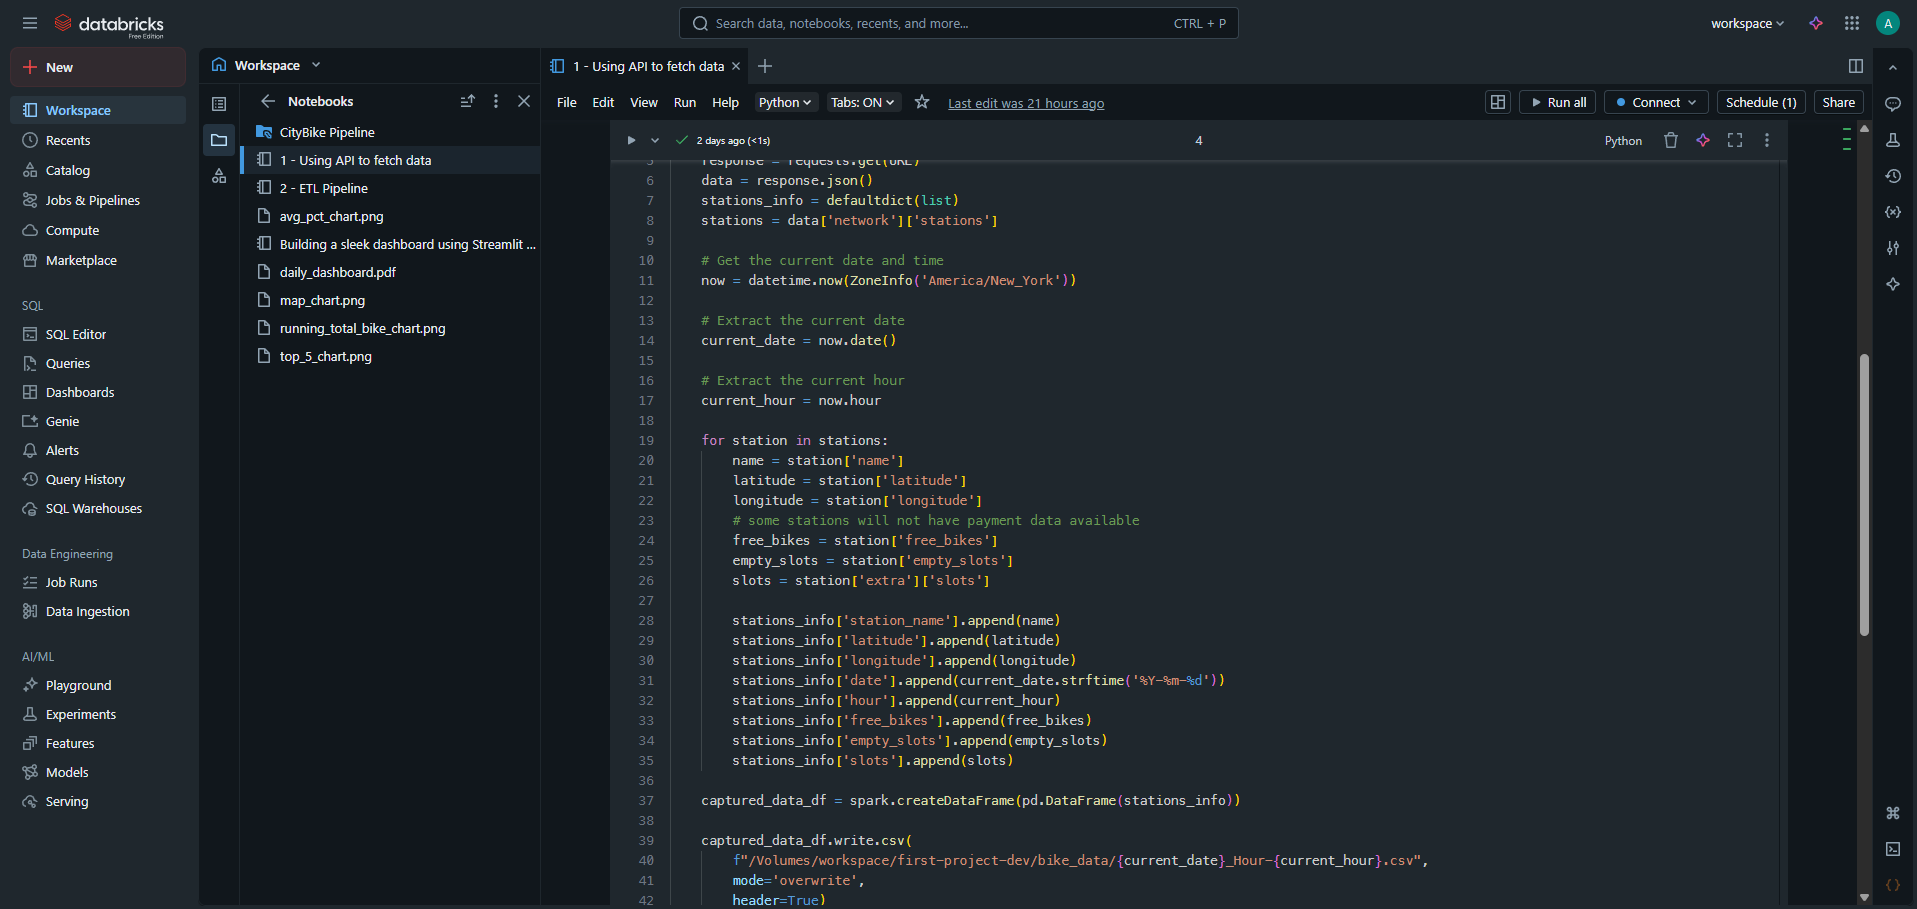 databricks
Free Edition
Search data, notebooks, recents, and more...
CTRL + P
workspace
A
New
Workspace
Recents
Catalog
Jobs & Pipelines
Compute
Marketplace
SQL
SQL Editor
Queries
Dashboards
Genie
Alerts
Query History
SQL Warehouses
Data Engineering
Job Runs
Data Ingestion
AI/ML
Playground
Experiments
Features
Models
Serving
Workspace
Notebooks
CityBike Pipeline
1 - Using API to fetch data
2 - ETL Pipeline
avg_pct_chart.png
Building a sleek dashboard using Streamlit ...
daily_dashboard.pdf
map_chart.png
running_total_bike_chart.png
top_5_chart.png
1 - Using API to fetch data
File Edit View Run Help Python Tabs: ON Last edit was 21 hours ago
Run all Connect Schedule (1) Share
2 days ago (<1s)
4
Python
5 response = requests.get(URL)
6 data = response.json()
7 stations_info = defaultdict(list)
8 stations = data['network']['stations']
9
10 # Get the current date and time
11 now = datetime.now(ZoneInfo('America/New_York'))
12
13 # Extract the current date
14 current_date = now.date()
15
16 # Extract the current hour
17 current_hour = now.hour
18
19 for station in stations:
20 name = station['name']
21 latitude = station['latitude']
22 longitude = station['longitude']
23 # some stations will not have payment data available
24 free_bikes = station['free_bikes']
25 empty_slots = station['empty_slots']
26 slots = station['extra']['slots']
27
28 stations_info['station_name'].append(name)
29 stations_info['latitude'].append(latitude)
30 stations_info['longitude'].append(longitude)
31 stations_info['date'].append(current_date.strftime('%Y-%m-%d'))
32 stations_info['hour'].append(current_hour)
33 stations_info['free_bikes'].append(free_bikes)
34 stations_info['empty_slots'].append(empty_slots)
35 stations_info['slots'].append(slots)
36
37 captured_data_df = spark.createDataFrame(pd.DataFrame(stations_info))
38
39 captured_data_df.write.csv(
40 f"/Volumes/workspace/first-project-dev/bike_data/{current_date}_Hour-{current_hour}.csv",
41 mode='overwrite',
42 header=True)